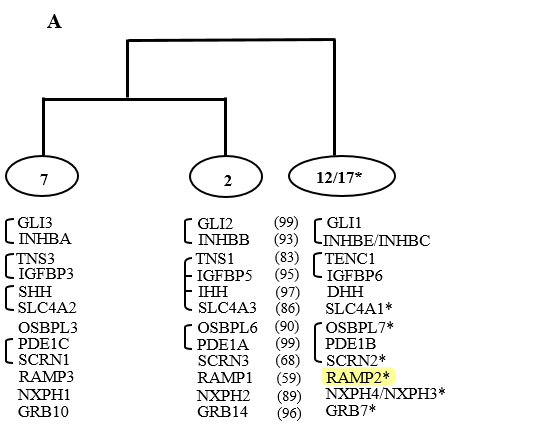 A
7 2 12/17*
GLI3 GLI2 (99) GLI1
INHBA INHBB (93) INHBE/INHBC
TNS3 TNS1 (83) TENC1
IGFBP3 IGFBP5 (95) IGFBP6
SHH IHH (97) DHH
SLC4A2 SLC4A3 (86) SLC4A1*
OSBPL3 OSBPL6 (90) OSBPL7*
PDE1C PDE1A (99) PDE1B
SCRN1 SCRN3 (68) SCRN2*
RAMP3 RAMP1 (59) RAMP2*
NXPH1 NXPH2 (89) NXPH4/NXPH3*
GRB10 GRB14 (96) GRB7*